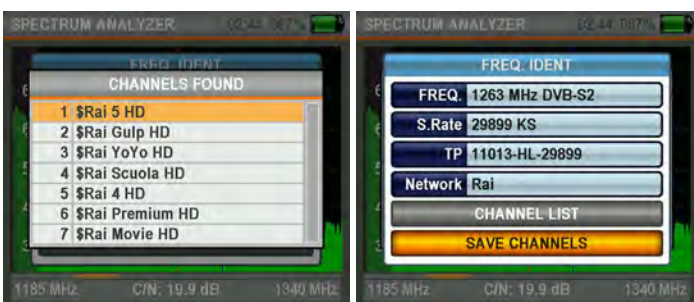 SPECTRUM ANALYZER 02:44 087%
FREQ. IDENT
CHANNELS FOUND
1 $Rai 5 HD
2 $Rai Gulp HD
3 $Rai YoYo HD
4 $Rai Scuola HD
5 $Rai 4 HD
6 $Rai Premium HD
7 $Rai Movie HD
1185 MHz C/N: 19.9 dB 1340 MHz
SPECTRUM ANALYZER 02:44 087%
FREQ. IDENT
FREQ. 1263 MHz DVB-S2
S.Rate 29899 KS
TP 11013-HL-29899
Network Rai
CHANNEL LIST
SAVE CHANNELS
1185 MHz C/N: 19.9 dB 1340 MHz